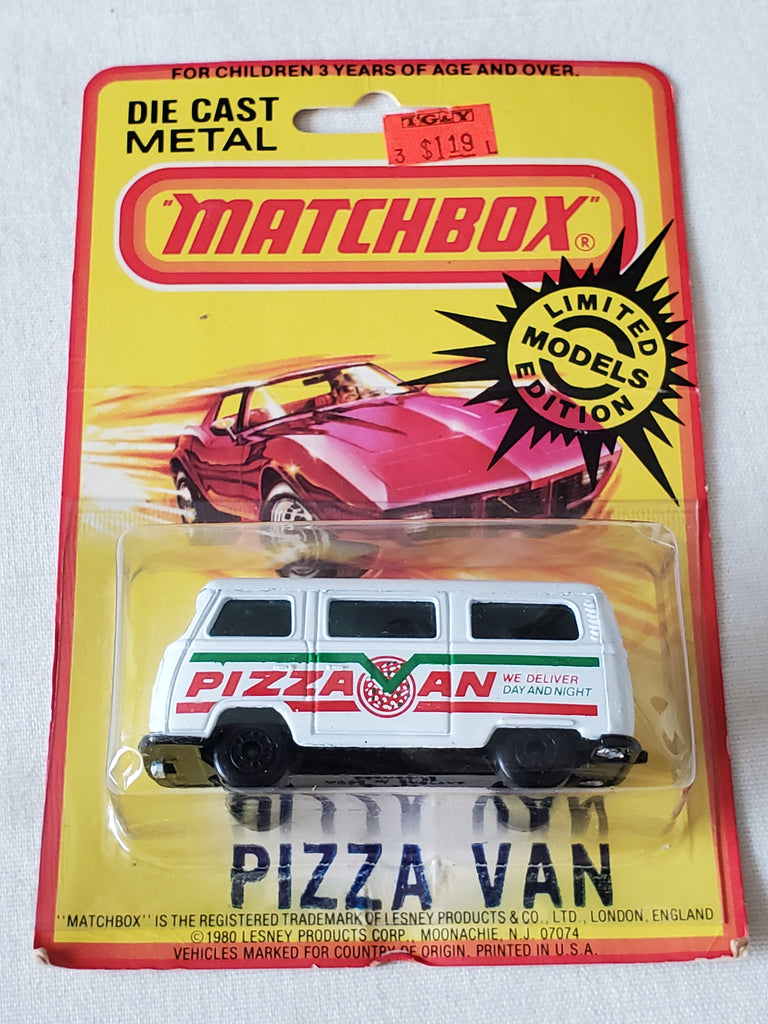 FOR CHILDREN 3 YEARS OF AGE AND OVER.
DIE CAST
METAL
TG&Y
3 $1.19 L
"MATCHBOX"®
LIMITED
MODELS
EDITION
PIZZA VAN
WE DELIVER
DAY AND NIGHT
PIZZA VAN
"MATCHBOX" IS THE REGISTERED TRADEMARK OF LESNEY PRODUCTS & CO., LTD., LONDON, ENGLAND
©1980 LESNEY PRODUCTS CORP., MOONACHIE, N.J. 07074
VEHICLES MARKED FOR COUNTRY OF ORIGIN. PRINTED IN U.S.A.